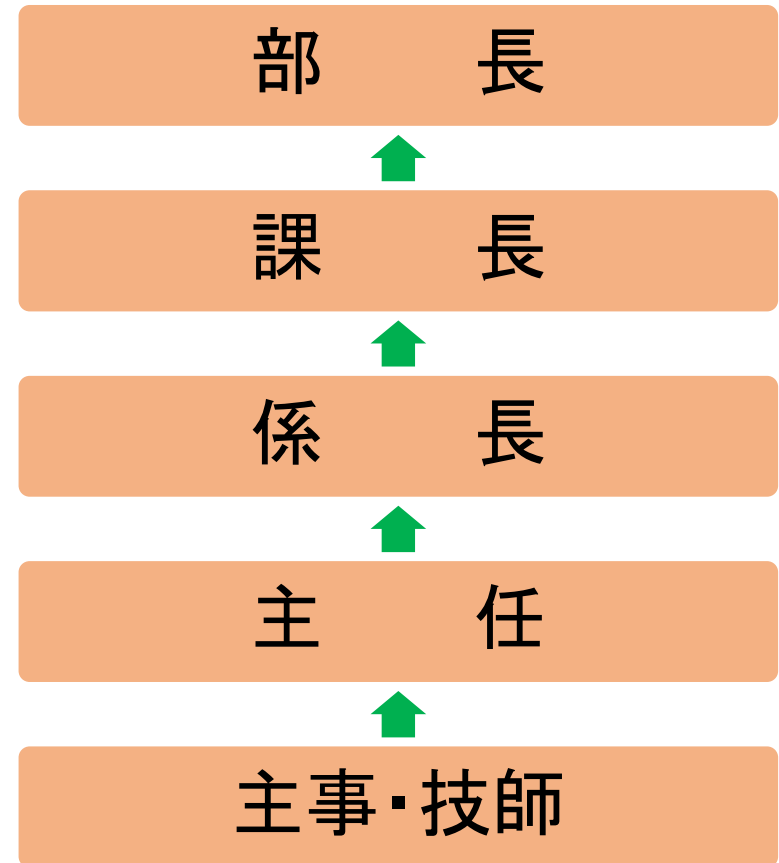 部　長
課　長
係　長
主　任
主事・技師